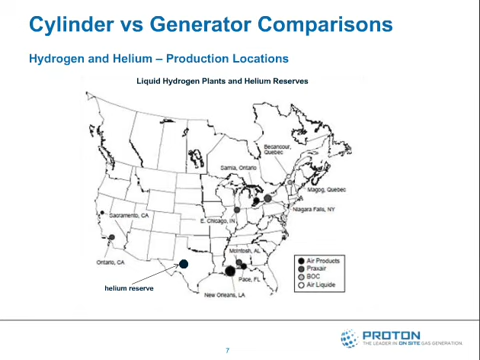 Cylinder vs Generator Comparisons
Hydrogen and Helium – Production Locations
Liquid Hydrogen Plants and Helium Reserves
Becancour,
Quebec
Sarnia, Ontario
Magog, Quebec
Niagara Falls, NY
E. Chicago, IN
Sacramento, CA
Ontario, CA
McIntosh, AL
Pace, FL
New Orleans, LA
helium reserve
Air Products
Praxair
BOC
Air Liquide
PROTON
THE LEADER IN ON SITE GAS GENERATION.
7